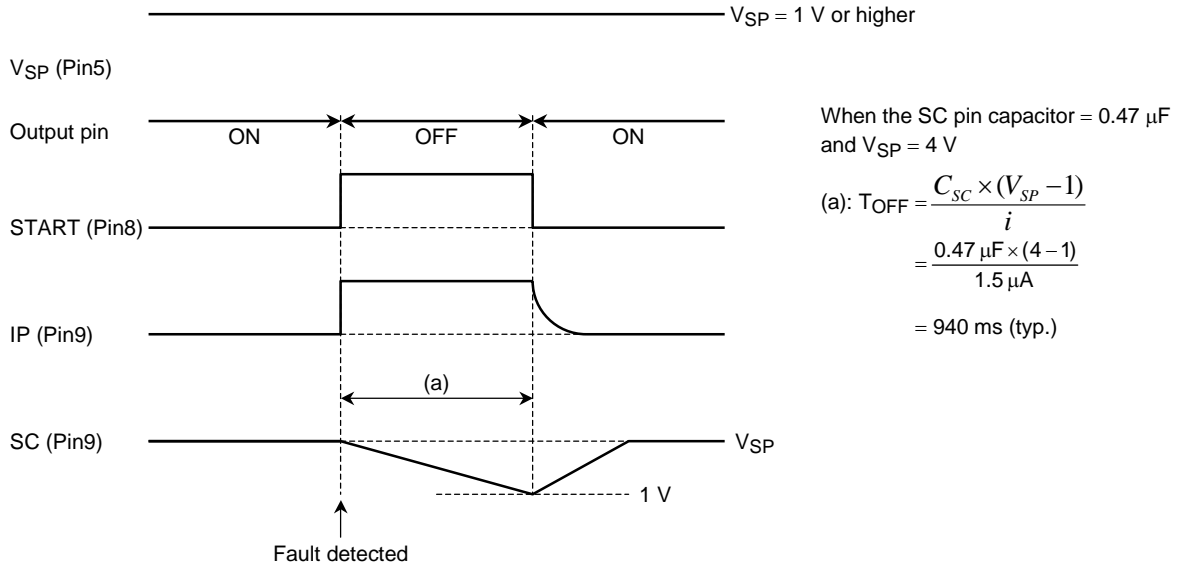 V_SP = 1 V or higher
V_SP (Pin5)
Output pin
ON
OFF
ON
START (Pin8)
IP (Pin9)
(a)
SC (Pin9)
V_SP
1 V
Fault detected
When the SC pin capacitor = 0.47 μF
and V_SP = 4 V
(a): T_OFF = C_SC × (V_SP − 1) / i
= 0.47 μF × (4 − 1) / 1.5 μA
= 940 ms (typ.)